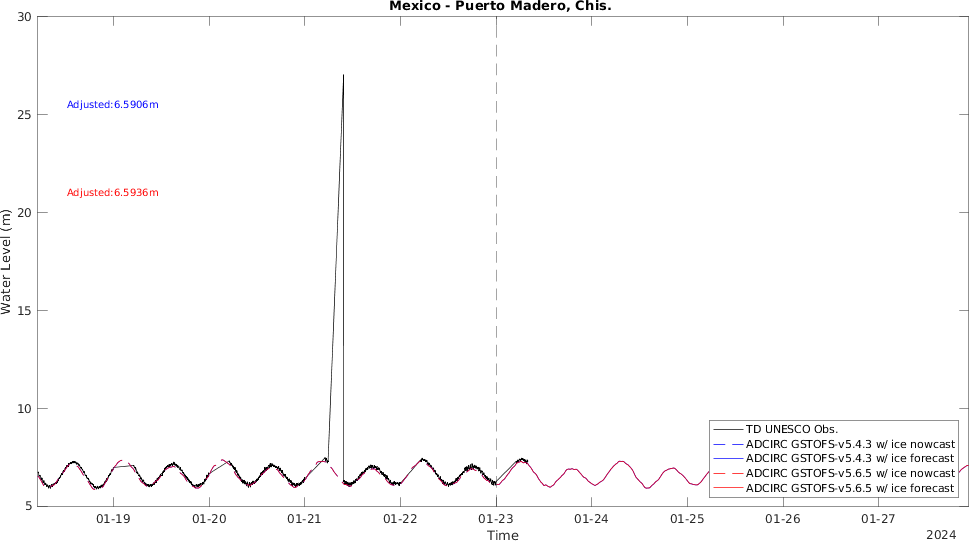 Mexico - Puerto Madero, Chis.
30
25
20
15
10
5
Water Level (m)
Adjusted:6.5906m
Adjusted:6.5936m
TD UNESCO Obs.
ADCIRC GSTOFS-v5.4.3 w/ ice nowcast
ADCIRC GSTOFS-v5.4.3 w/ ice forecast
ADCIRC GSTOFS-v5.6.5 w/ ice nowcast
ADCIRC GSTOFS-v5.6.5 w/ ice forecast
01-19 01-20 01-21 01-22 01-23 01-24 01-25 01-26 01-27
Time
2024